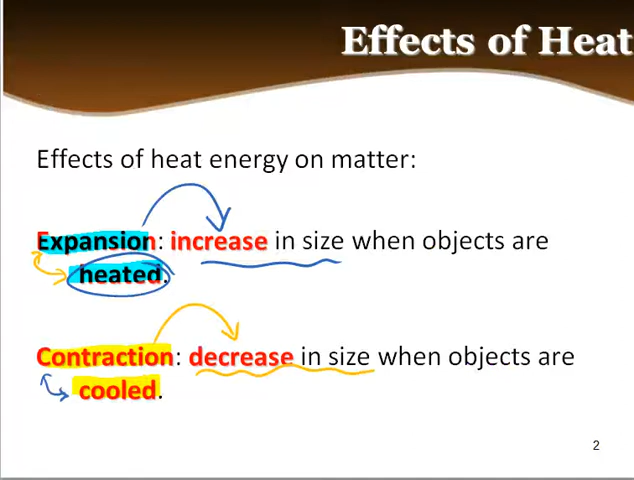 Effects of Heat
Effects of heat energy on matter:
Expansion: increase in size when objects are
heated.
Contraction: decrease in size when objects are
cooled.
2